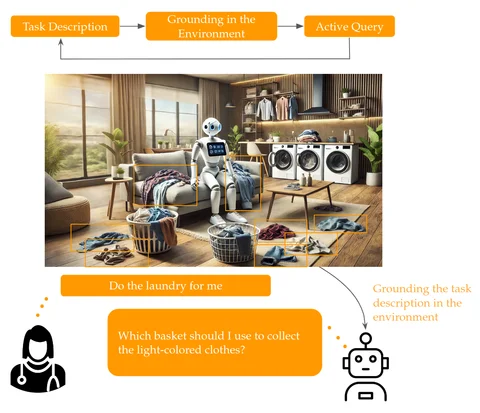 Task Description
Grounding in the
Environment
Active Query
Do the laundry for me
Grounding the task
description in the
environment
Which basket should I use to collect
the light-colored clothes?